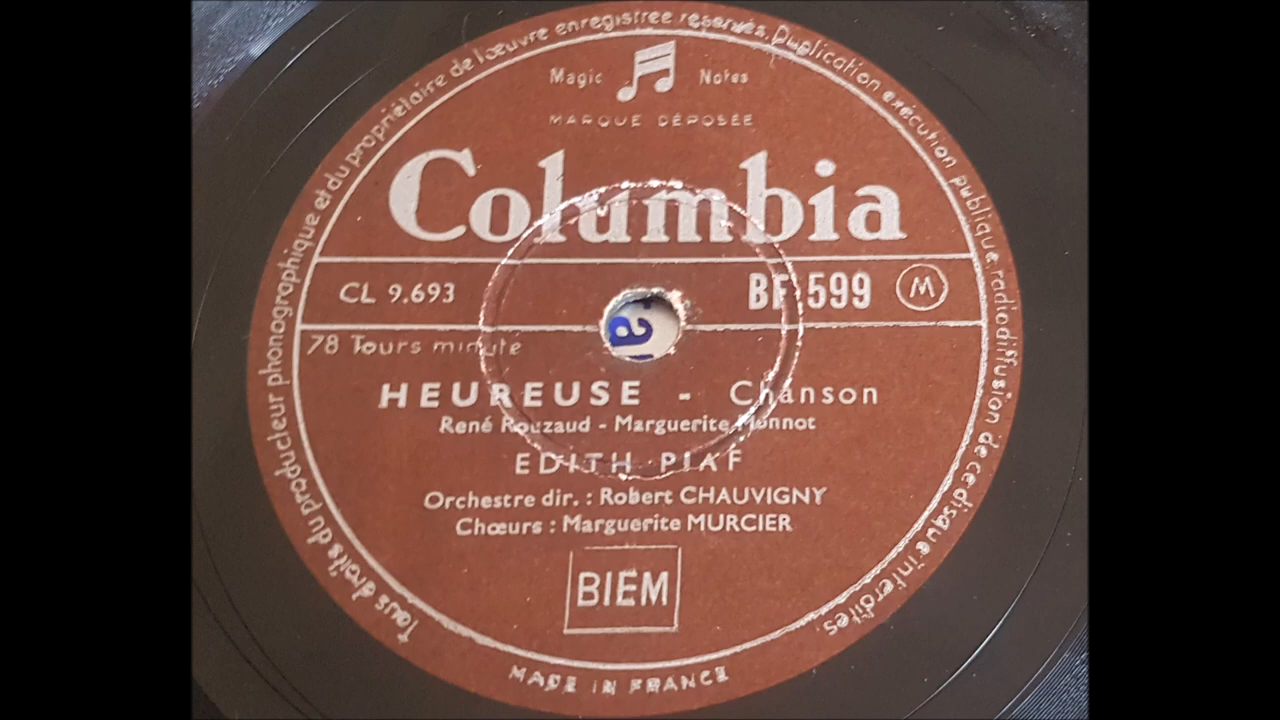 Tous droits du producteur phonographique et du propriétaire de l'œuvre enregistrée réservés. Duplication exécution publique, radiodiffusion de ce disque interdites.
Magic Notes
MARQUE DÉPOSÉE
Columbia
CL 9.693 BF 599 M
78 Tours minute
HEUREUSE - Chanson
René Rouzaud - Marguerite Monnot
EDITH PIAF
Orchestre dir. : Robert CHAUVIGNY
Chœurs : Marguerite MURCIER
BIEM
MADE IN FRANCE